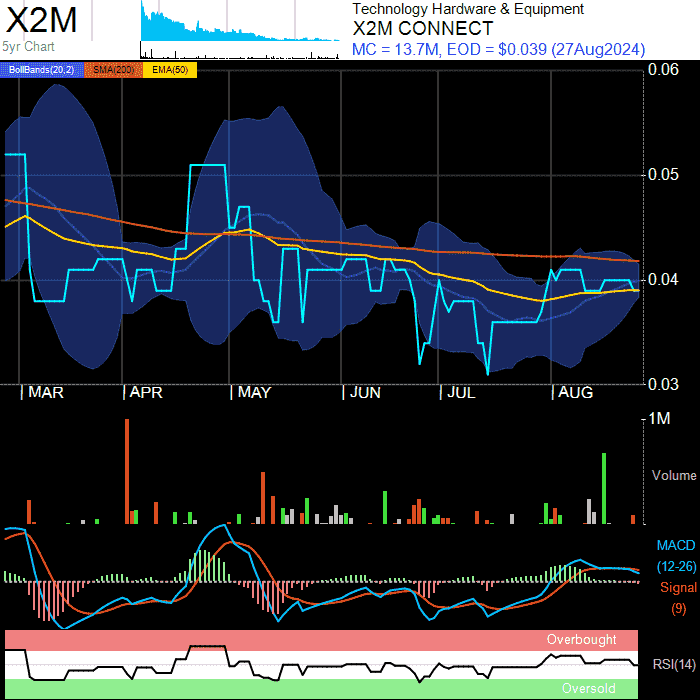 X2M
5yr Chart
Technology Hardware & Equipment
X2M CONNECT
MC = 13.7M, EOD = $0.039 (27Aug2024)
BollBands(20,2) SMA(200) EMA(50)
0.06
0.05
0.04
0.03
MAR APR MAY JUN JUL AUG
1M
Volume
MACD
(12-26)
Signal
(9)
Overbought
RSI(14)
Oversold